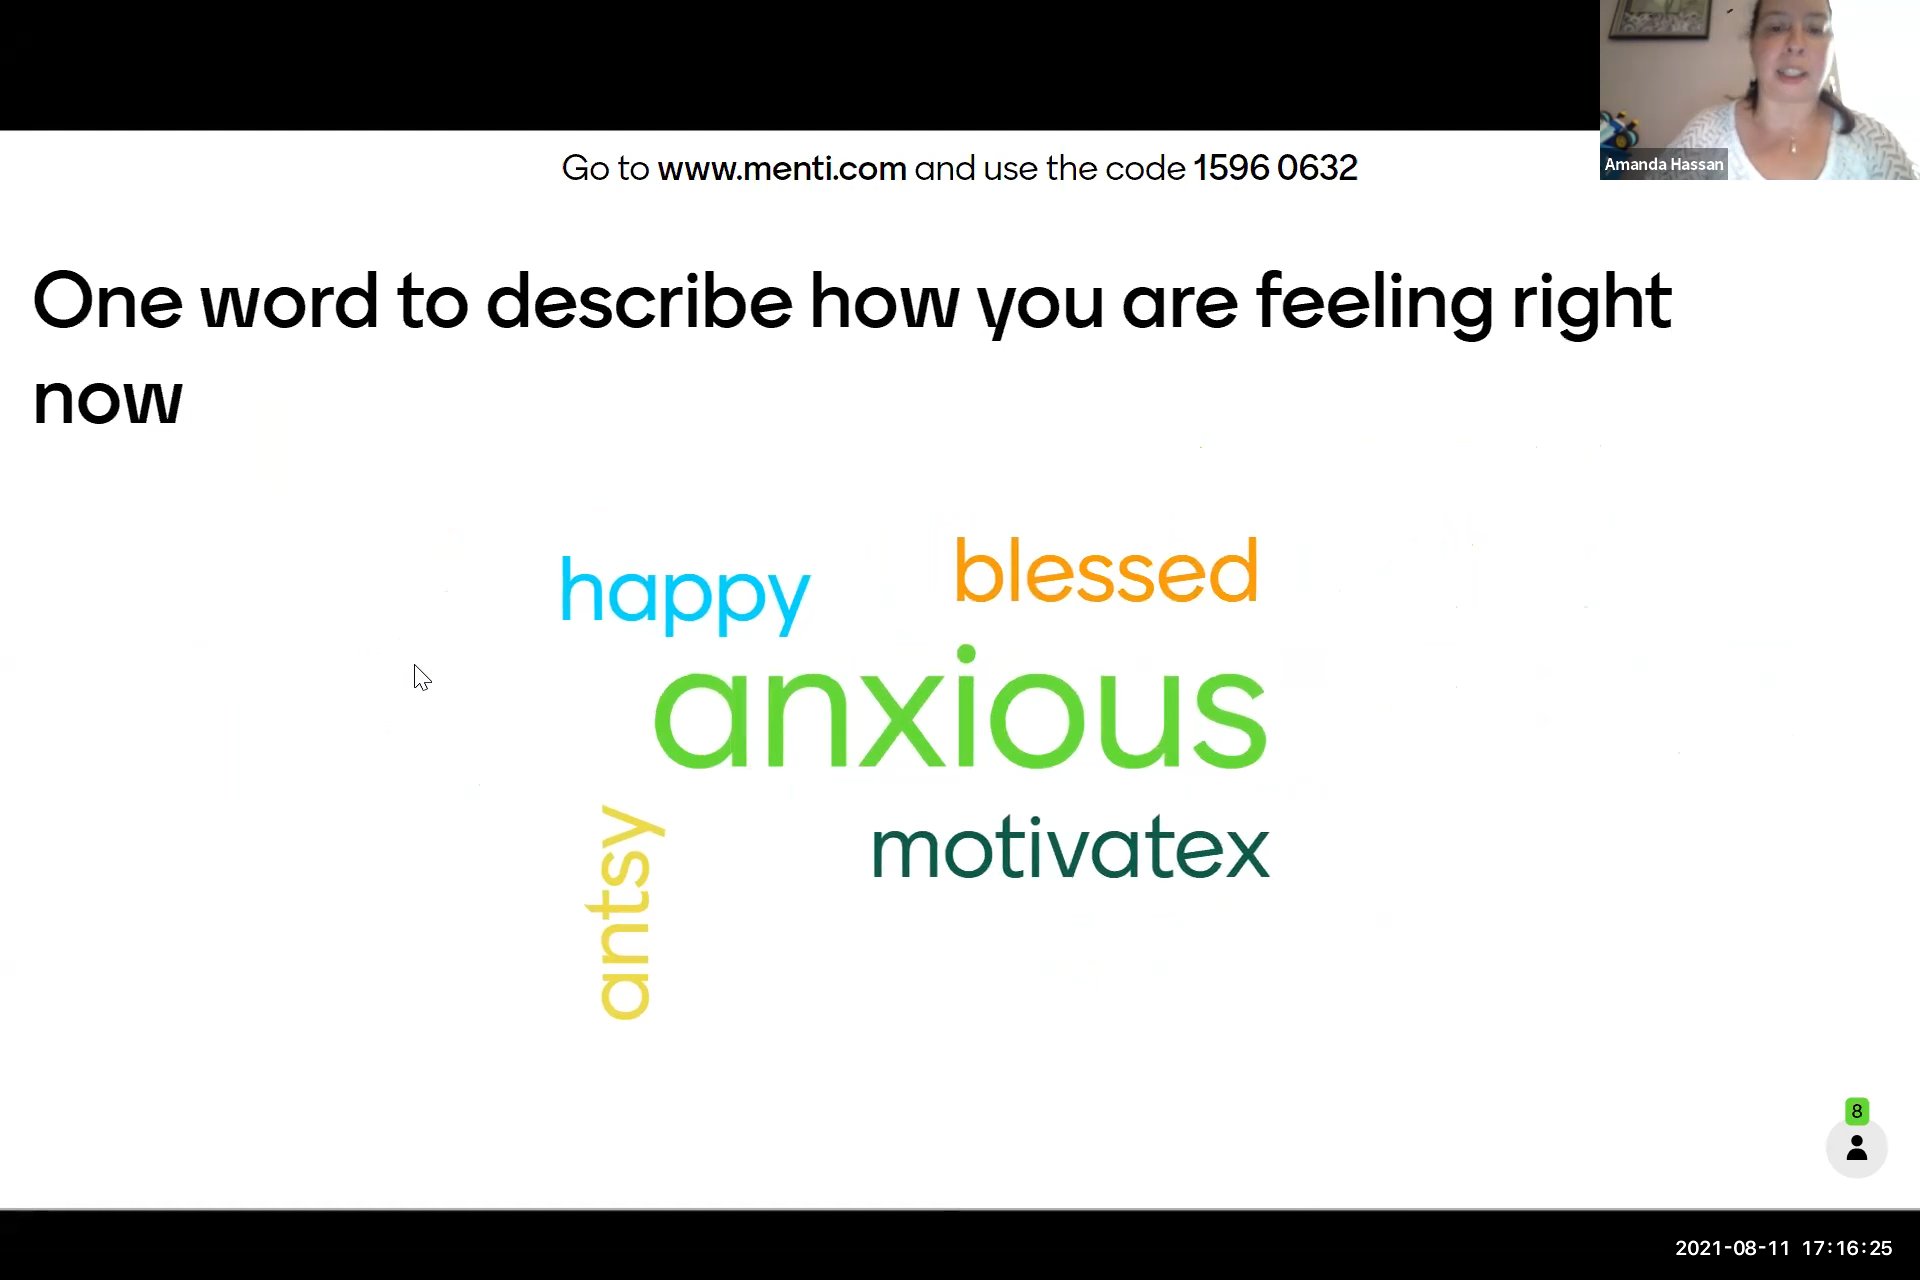 Amanda Hassan
Go to www.menti.com and use the code 1596 0632
One word to describe how you are feeling right
now
happy
blessed
anxious
antsy
motivatex
8
2021-08-11 17:16:25